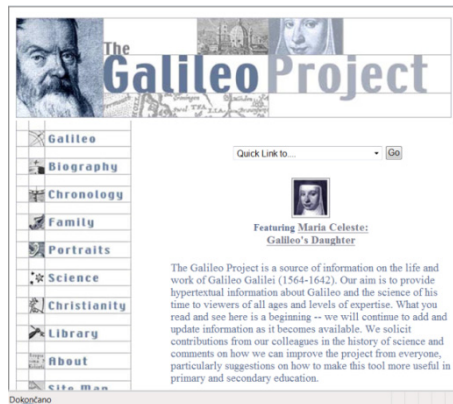 The
Galileo Project
Galileo
Biography
Chronology
Family
Portraits
Science
Christianity
Library
About
Site Map
Quick Link to....
Go
Featuring Maria Celeste:
Galileo's Daughter
The Galileo Project is a source of information on the life and
work of Galileo Galilei (1564-1642). Our aim is to provide
hypertextual information about Galileo and the science of his
time to viewers of all ages and levels of expertise. What you
read and see here is a beginning -- we will continue to add and
update information as it becomes available. We solicit
contributions from our colleagues in the history of science and
comments on how we can improve the project from everyone,
particularly suggestions on how to make this tool more useful in
primary and secondary education.
Dokončano